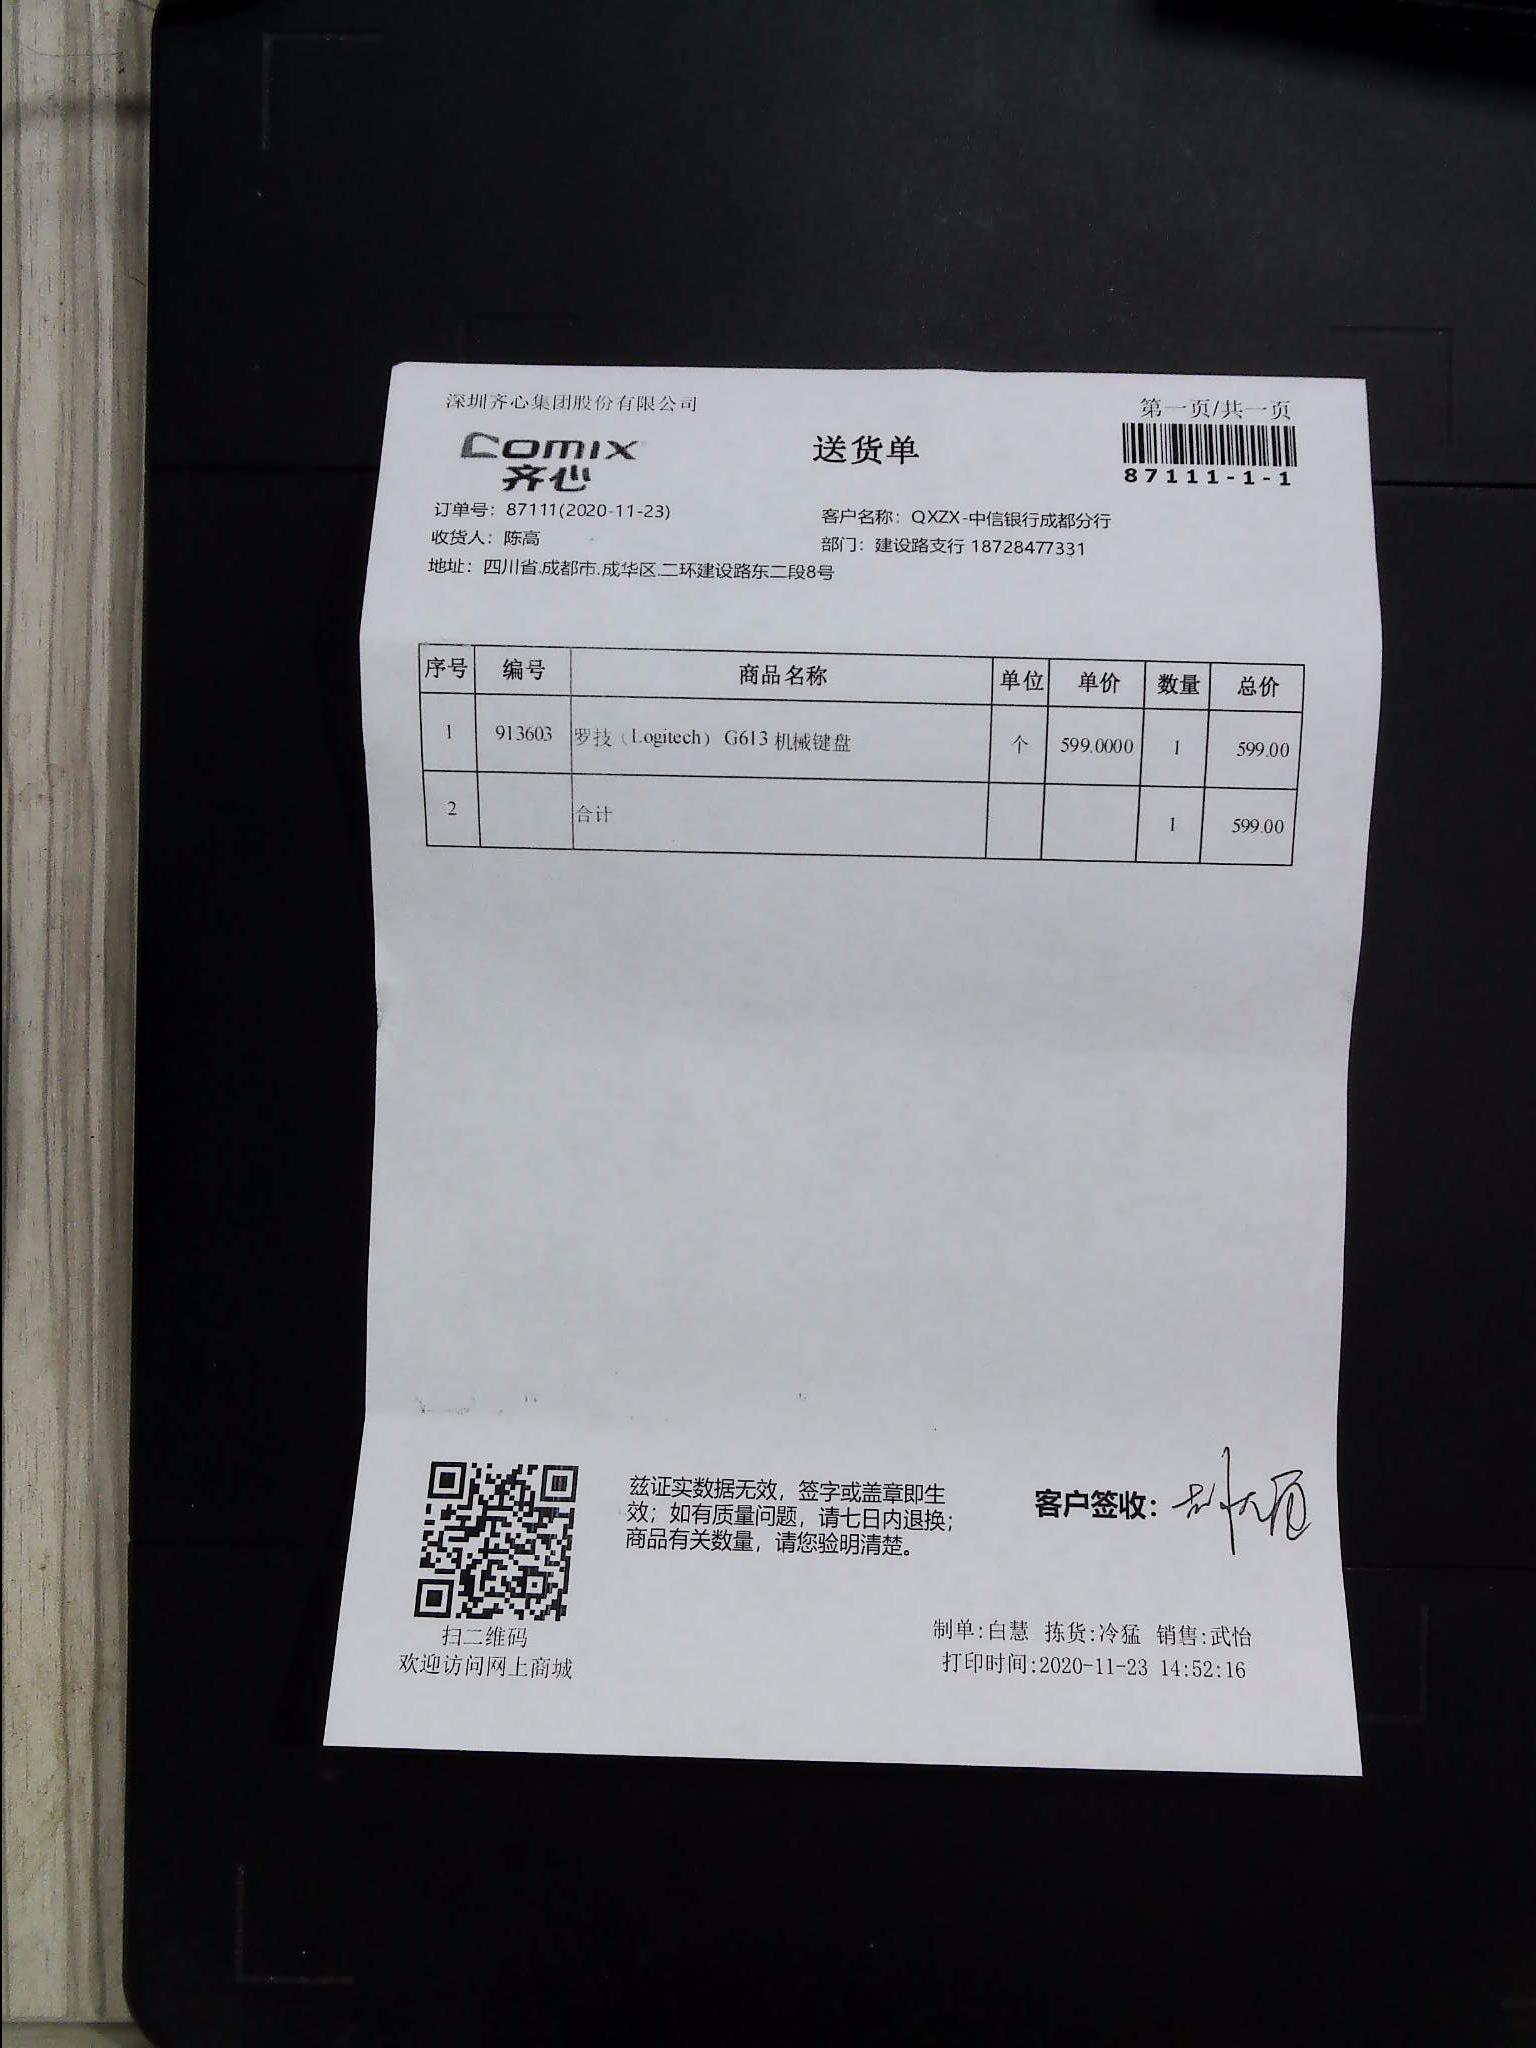 深圳齐心集团股份有限公司
第一页/共一页
comix
齐心
送货单
87111-1-1
订单号：87111(2020-11-23)
客户名称：QXZX-中信银行成都分行
收货人：陈高
部门：建设路支行 18728477331
地址：四川省.成都市.成华区.二环建设路东二段8号
序号 编号 商品名称 单位 单价 数量 总价
1 913603 罗技（Logitech） G613 机械键盘 个 599.0000 1 599.00
2 合计 1 599.00
兹证实数据无效，签字或盖章即生
效；如有质量问题，请七日内退换；
商品有关数量，请您验明清楚。
客户签收：
扫二维码
欢迎访问网上商城
制单:白慧 拣货:冷猛 销售:武怡
打印时间:2020-11-23 14:52:16